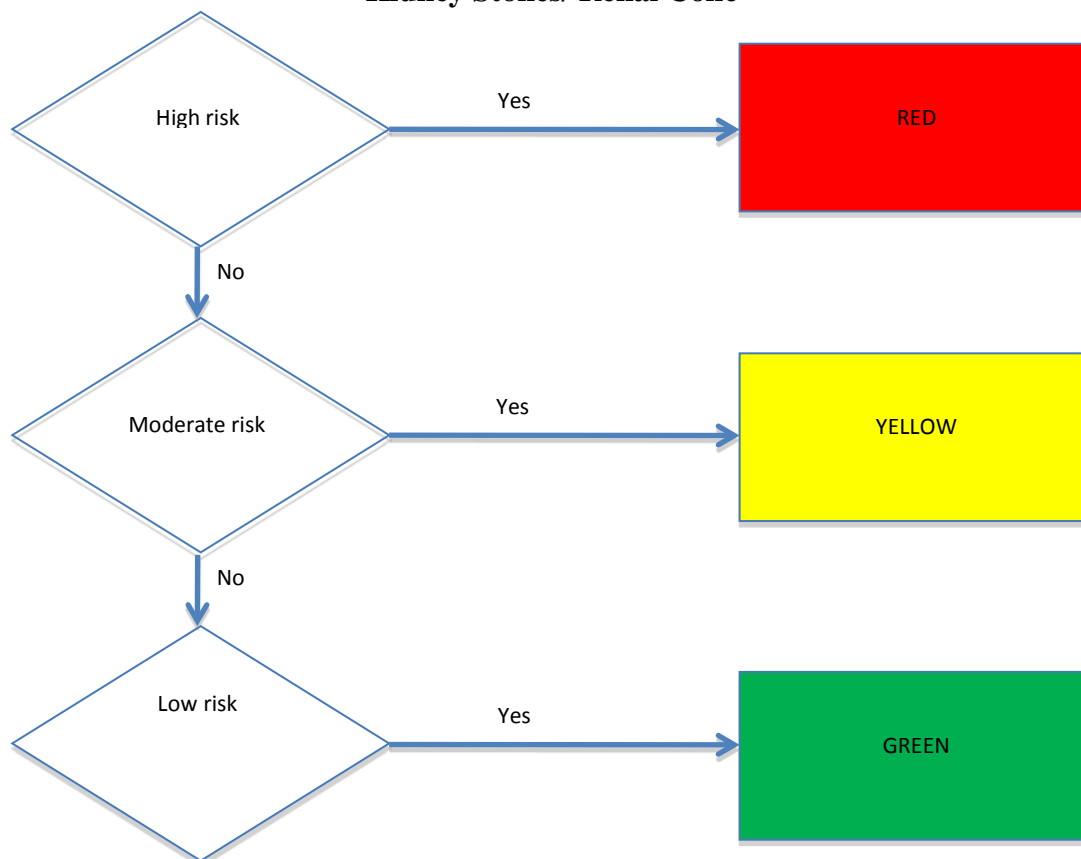 Kidney Stones/ Renal Colic
High risk
Yes
RED
No
Moderate risk
Yes
YELLOW
No
Low risk
Yes
GREEN